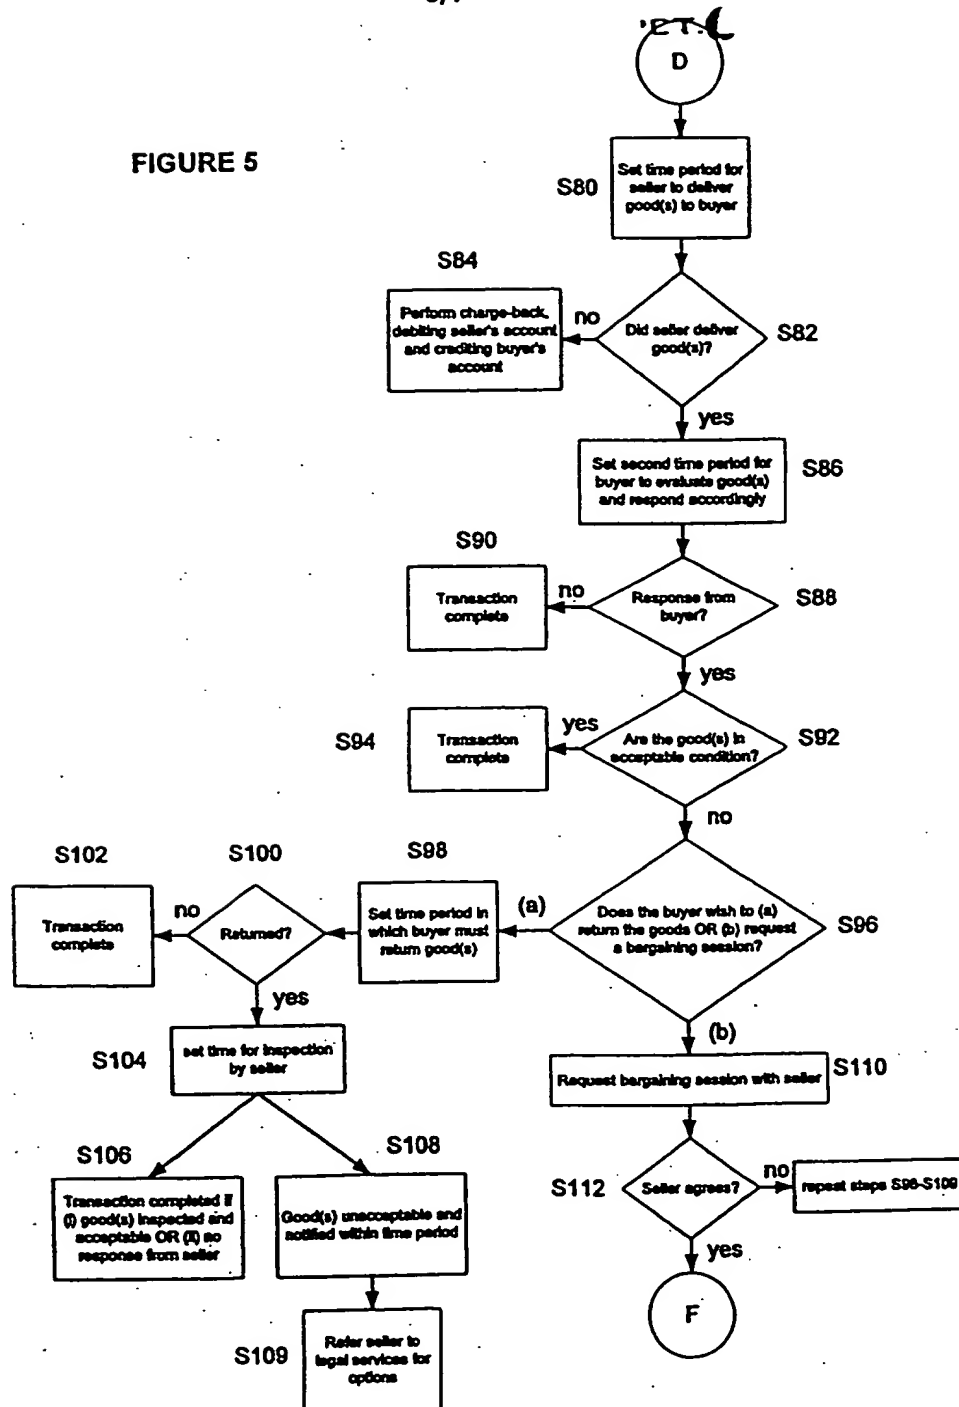 D
FIGURE 5
S80
Set time period for
seller to deliver
good(s) to buyer
S84
Perform charge-back,
debiting seller's account
and crediting buyer's
account
no
Did seller deliver
good(s)?
S82
yes
Set second time period for
buyer to evaluate good(s)
and respond accordingly
S86
S90
Transaction
complete
no
Response from
buyer?
S88
yes
S94
Transaction
complete
yes
Are the good(s) in
acceptable condition?
S92
no
S102
S100
S98
Transaction
complete
no
Returned?
Set time period in
which buyer must
return good(s)
(a)
Does the buyer wish to (a)
return the goods OR (b) request
a bargaining session?
S96
yes
(b)
S104
set time for inspection
by seller
Request bargaining session with seller
S110
S106
S108
Transaction completed if
(i) good(s) inspected and
acceptable OR (ii) no
response from seller
Good(s) unacceptable and
notified within time period
S112
Seller agrees?
no
repeat steps S98-S109
yes
F
S109
Refer seller to
legal services for
options